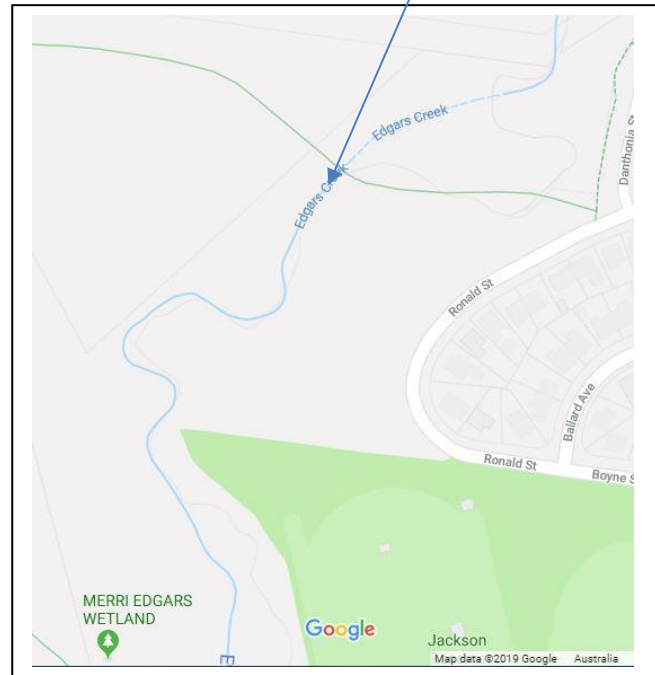 Edgars Creek
Edgars Creek
Danthonia St
Ronald St
Ballard Ave
Ronald St
Boyne S
MERRI EDGARS
WETLAND
E
Google
Jackson
Map data ©2019 Google Australia